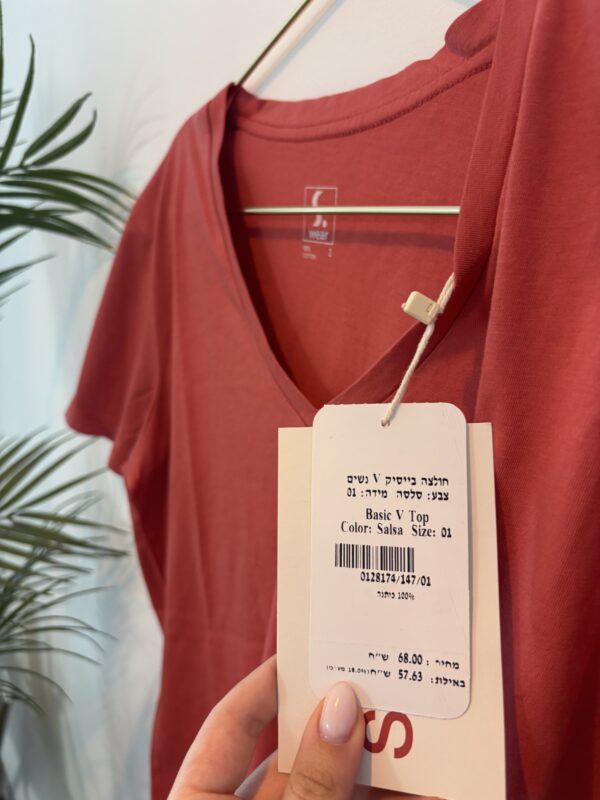 S.
wear
חולצה בייסיק V נשים
צבע: סלסה מידה: 01
Basic V Top
Color: Salsa Size: 01
0128174/147/01
100% כותנה
מחיר: 68.00 ש״ח
באילת: 57.63 ש״ח
S